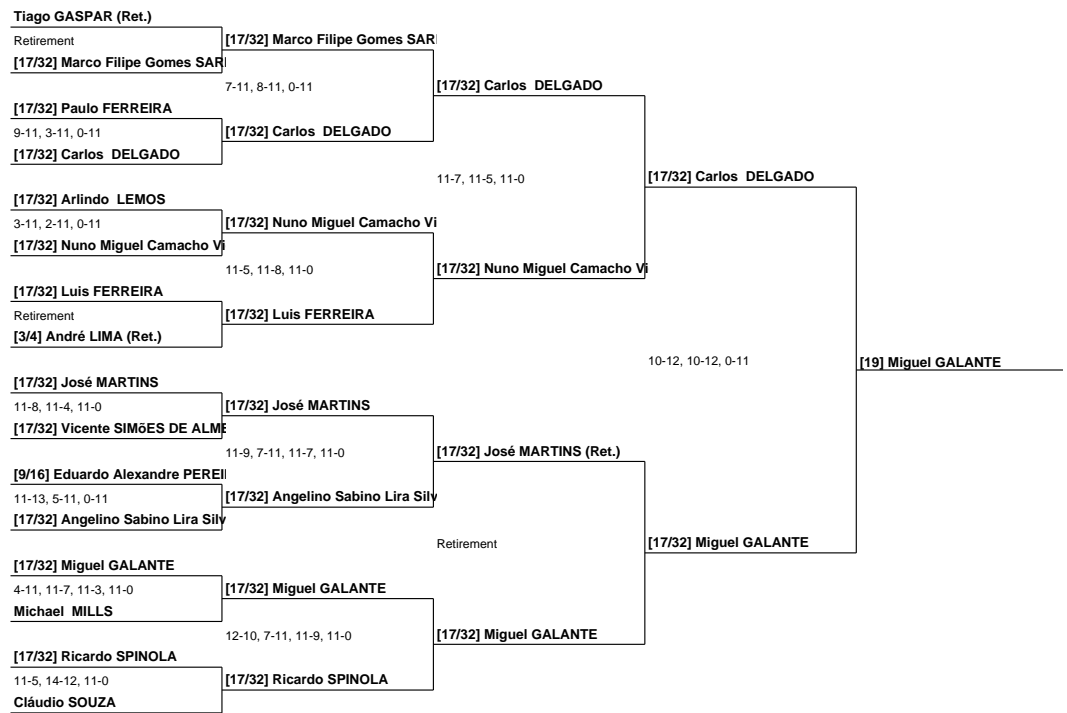 Tiago GASPAR (Ret.)
Retirement
[17/32] Marco Filipe Gomes SAR
[17/32] Marco Filipe Gomes SAR
7-11, 8-11, 0-11
[17/32] Carlos DELGADO
[17/32] Paulo FERREIRA
9-11, 3-11, 0-11
[17/32] Carlos DELGADO
[17/32] Carlos DELGADO
11-7, 11-5, 11-0
[17/32] Carlos DELGADO
[17/32] Arlindo LEMOS
3-11, 2-11, 0-11
[17/32] Nuno Miguel Camacho Vi
[17/32] Nuno Miguel Camacho Vi
11-5, 11-8, 11-0
[17/32] Nuno Miguel Camacho Vi
[17/32] Luis FERREIRA
Retirement
[17/32] Luis FERREIRA
[3/4] André LIMA (Ret.)
10-12, 10-12, 0-11
[19] Miguel GALANTE
[17/32] José MARTINS
11-8, 11-4, 11-0
[17/32] José MARTINS
[17/32] Vicente SIMõES DE ALME
11-9, 7-11, 11-7, 11-0
[17/32] José MARTINS (Ret.)
[9/16] Eduardo Alexandre PEREI
11-13, 5-11, 0-11
[17/32] Angelino Sabino Lira Silv
[17/32] Angelino Sabino Lira Silv
Retirement
[17/32] Miguel GALANTE
[17/32] Miguel GALANTE
4-11, 11-7, 11-3, 11-0
[17/32] Miguel GALANTE
Michael MILLS
12-10, 7-11, 11-9, 11-0
[17/32] Miguel GALANTE
[17/32] Ricardo SPINOLA
11-5, 14-12, 11-0
[17/32] Ricardo SPINOLA
Cláudio SOUZA